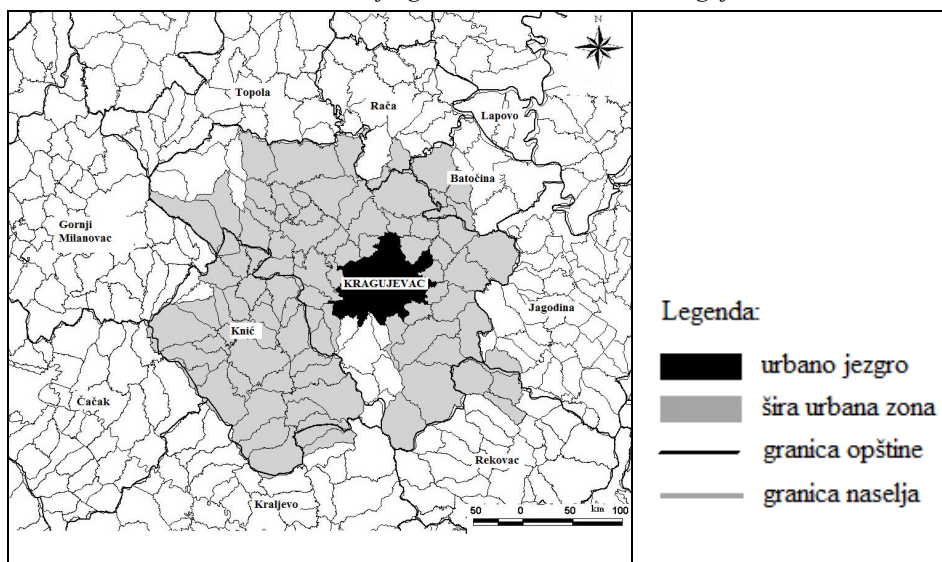 N
Topola
Rača
Lapovo
Batočina
Gornji
Milanovac
KRAGUJEVAC
Jagodina
Knić
Čačak
Rekovac
Kraljevo
50 0 50 km 100
Legenda:
urbano jezgro
šira urbana zona
granica opštine
granica naselja